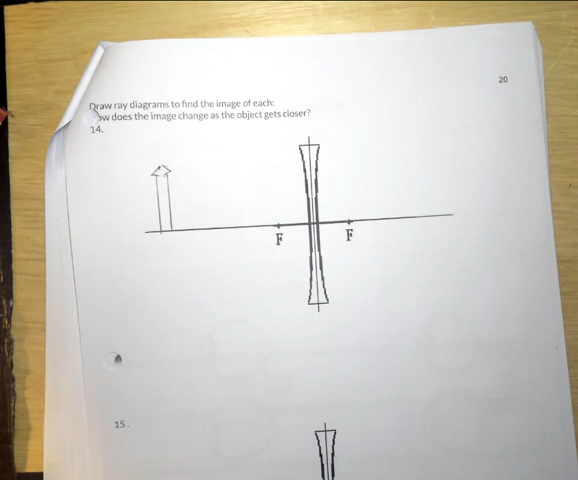 20
Draw ray diagrams to find the image of each:
ow does the image change as the object gets closer?
14.
F F
15.